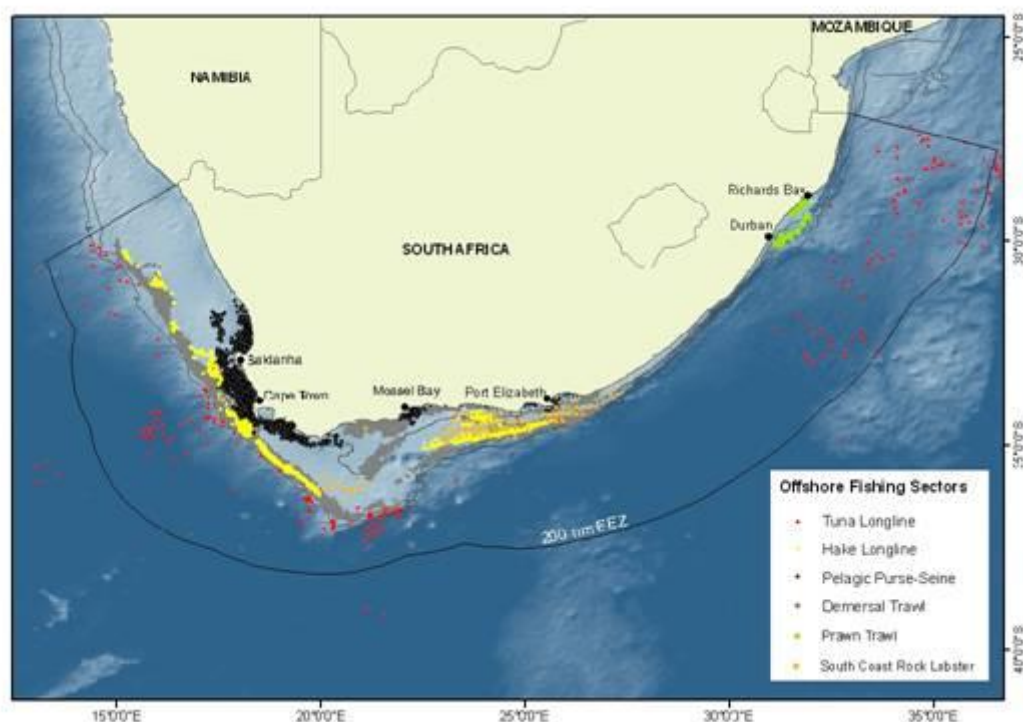 MOZAMBIQUE
NAMIBIA
25°0'0"S
Richards Bay
Durban
SOUTH AFRICA
30°0'0"S
Saldanha
Cape Town
Mossel Bay
Port Elizabeth
35°0'0"S
200 nm EEZ
Offshore Fishing Sectors
Tuna Longline
Hake Longline
Pelagic Purse-Seine
Demersal Trawl
Prawn Trawl
South Coast Rock Lobster
40°0'0"S
15°0'0"E
20°0'0"E
25°0'0"E
30°0'0"E
35°0'0"E